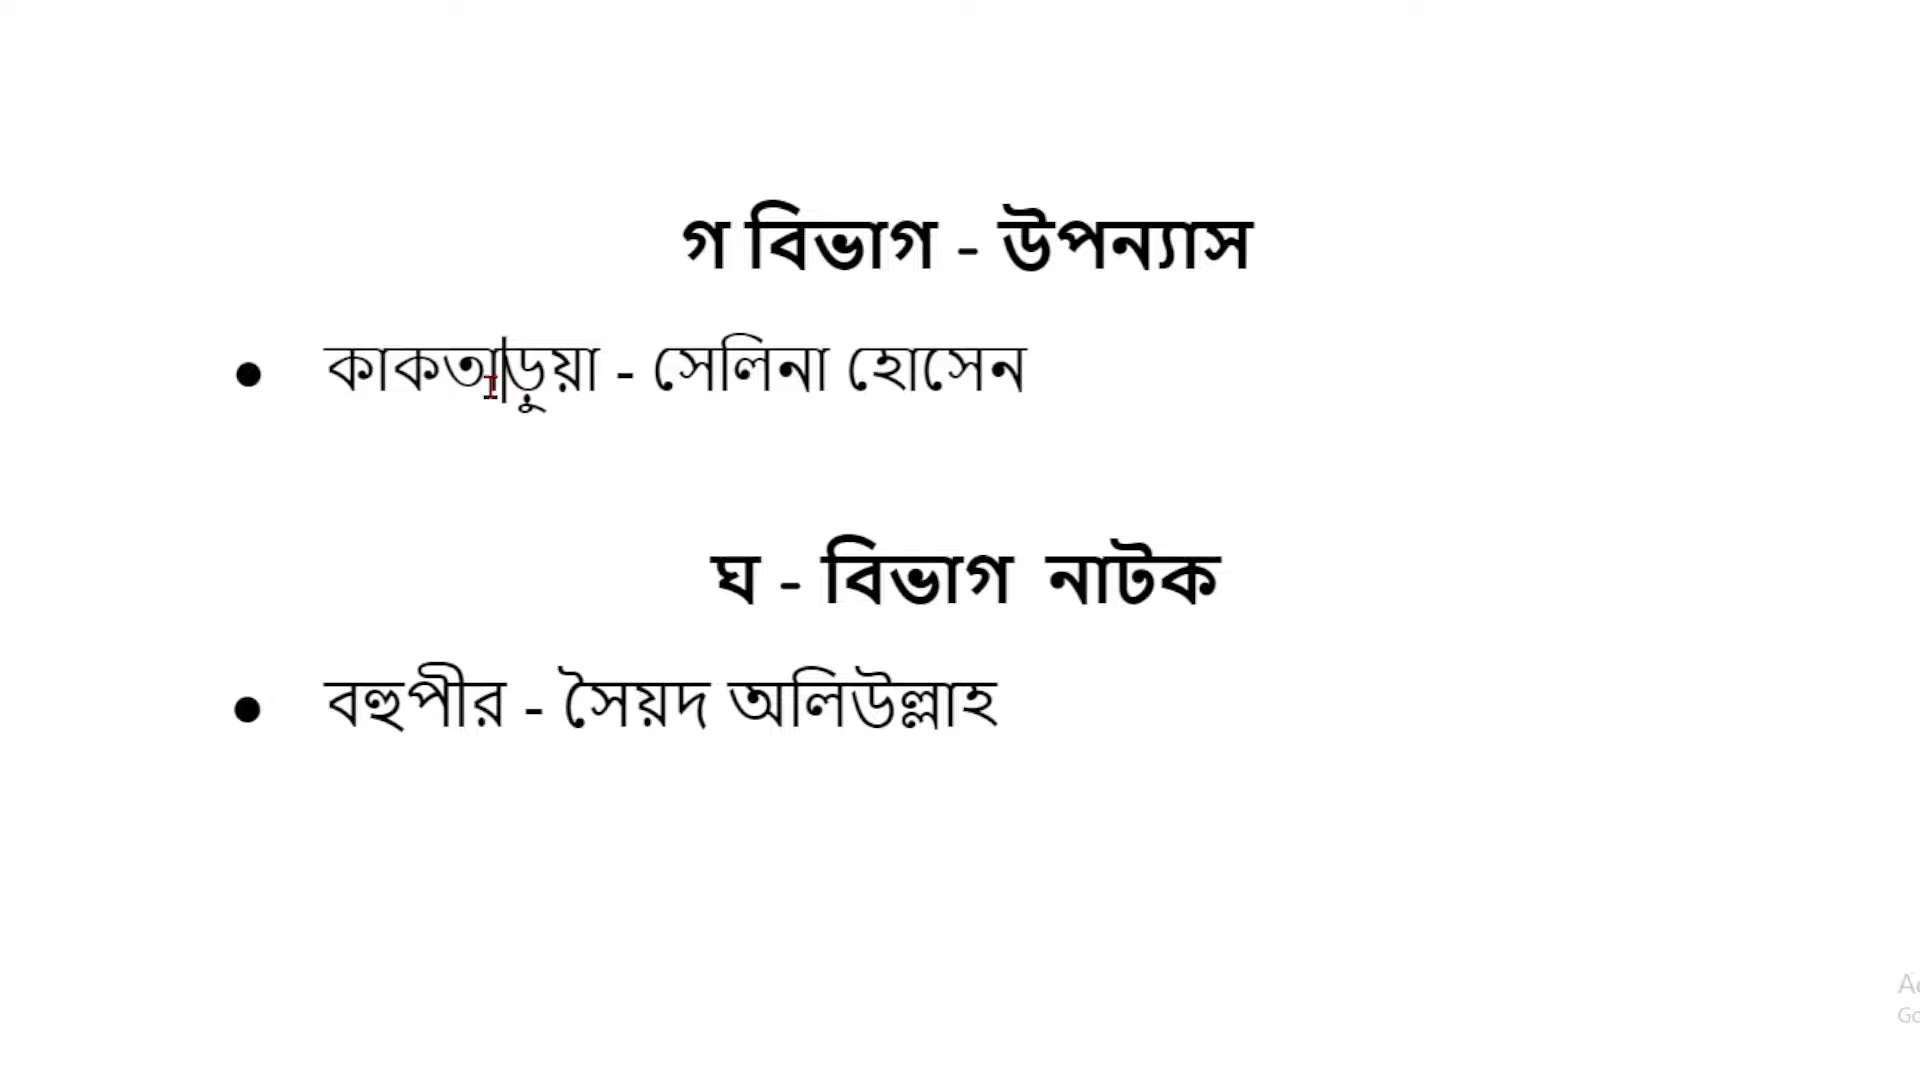 গ বিভাগ - উপন্যাস
● কাকতাড়ুয়া - সেলিনা হোসেন
ঘ - বিভাগ নাটক
● বহুপীর - সৈয়দ অলিউল্লাহ